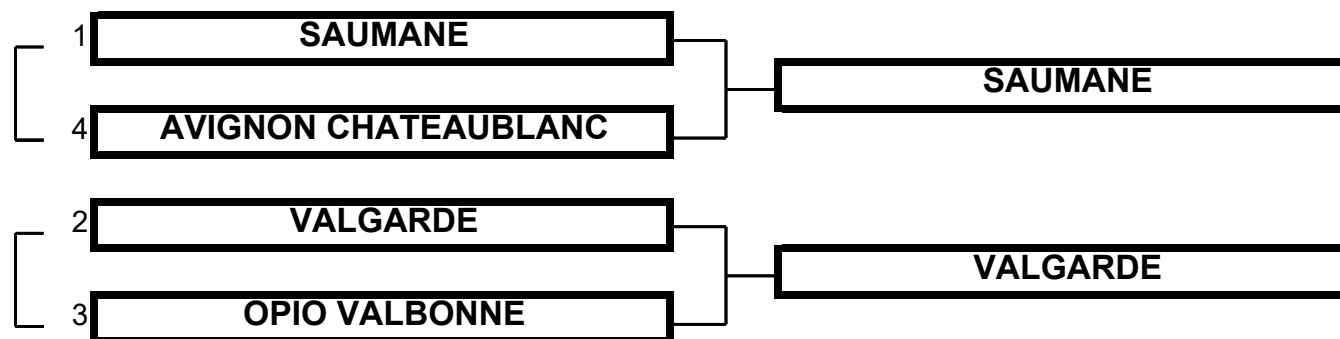 1 SAUMANE
SAUMANE
4 AVIGNON CHATEAUBLANC
2 VALGARDE
VALGARDE
3 OPIO VALBONNE